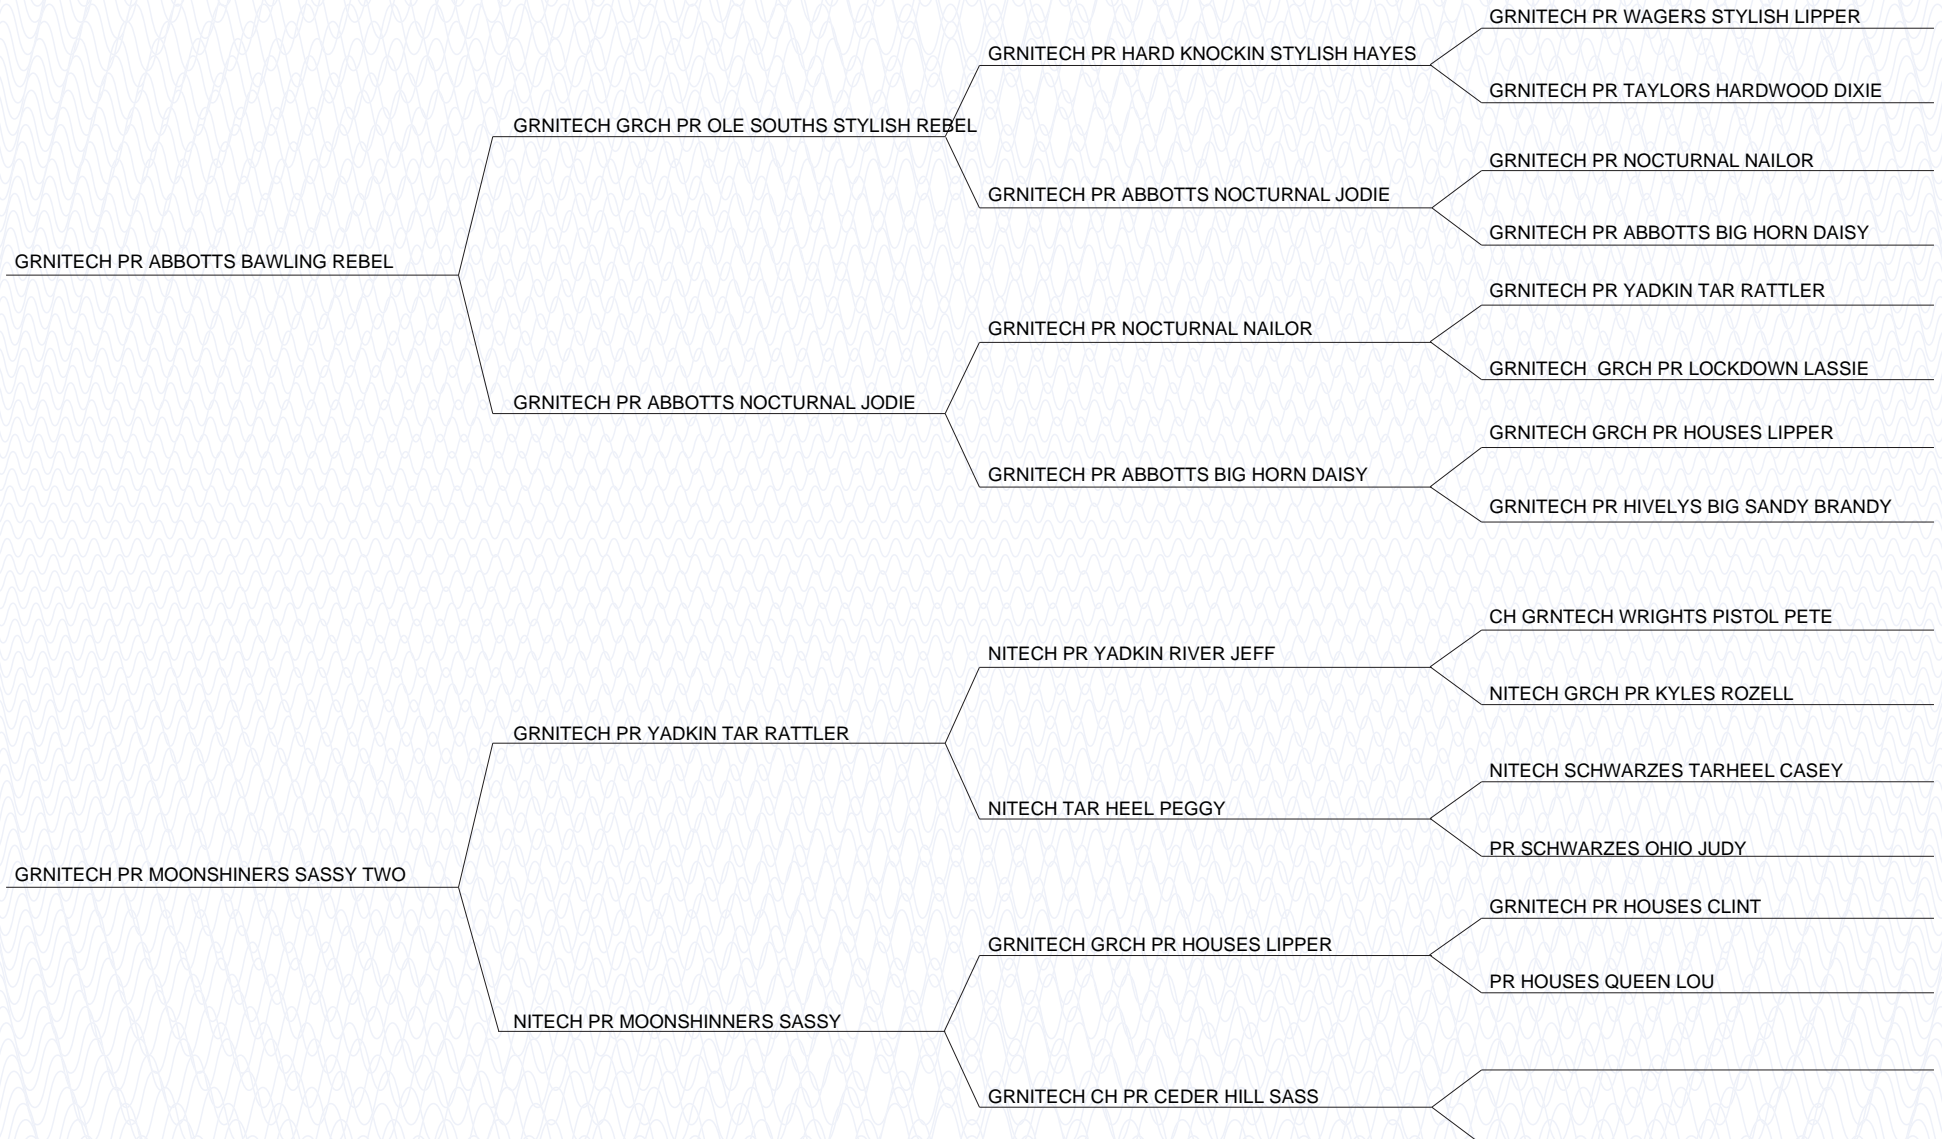 GRNITECH PR WAGERS STYLISH LIPPER
GRNITECH PR HARD KNOCKIN STYLISH HAYES
GRNITECH PR TAYLORS HARDWOOD DIXIE
GRNITECH GRCH PR OLE SOUTHS STYLISH REBEL
GRNITECH PR NOCTURNAL NAILOR
GRNITECH PR ABBOTTS NOCTURNAL JODIE
GRNITECH PR ABBOTTS BIG HORN DAISY
GRNITECH PR ABBOTTS BAWLING REBEL
GRNITECH PR YADKIN TAR RATTLER
GRNITECH PR NOCTURNAL NAILOR
GRNITECH  GRCH PR LOCKDOWN LASSIE
GRNITECH PR ABBOTTS NOCTURNAL JODIE
GRNITECH GRCH PR HOUSES LIPPER
GRNITECH PR ABBOTTS BIG HORN DAISY
GRNITECH PR HIVELYS BIG SANDY BRANDY
CH GRNTECH WRIGHTS PISTOL PETE
NITECH PR YADKIN RIVER JEFF
NITECH GRCH PR KYLES ROZELL
GRNITECH PR YADKIN TAR RATTLER
NITECH SCHWARZES TARHEEL CASEY
NITECH TAR HEEL PEGGY
PR SCHWARZES OHIO JUDY
GRNITECH PR MOONSHINERS SASSY TWO
GRNITECH PR HOUSES CLINT
GRNITECH GRCH PR HOUSES LIPPER
PR HOUSES QUEEN LOU
NITECH PR MOONSHINNERS SASSY
GRNITECH CH PR CEDER HILL SASS